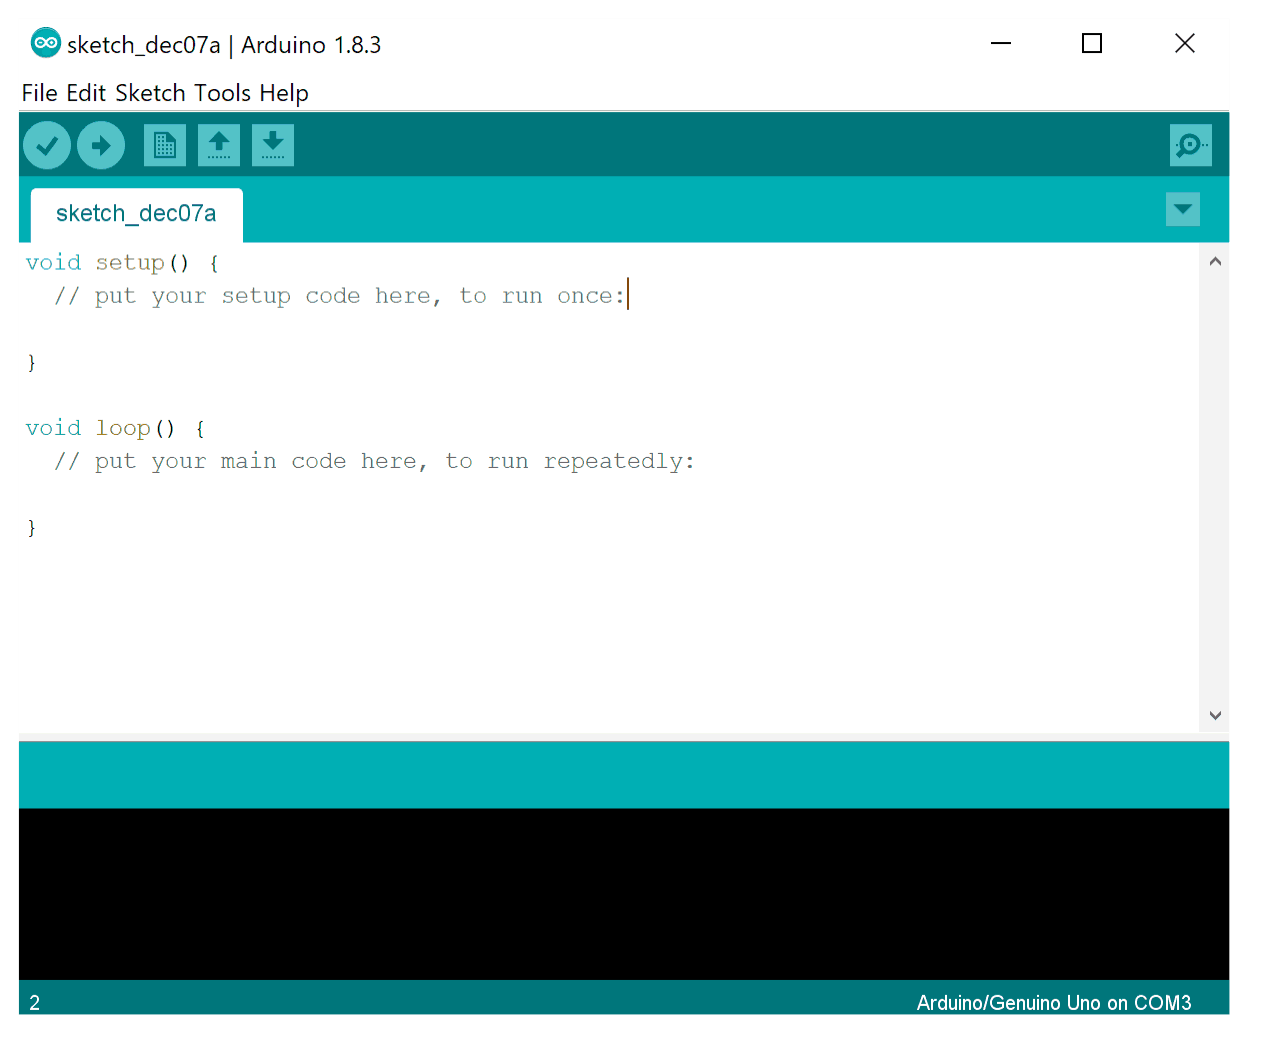 sketch_dec07a | Arduino 1.8.3
File Edit Sketch Tools Help
sketch_dec07a
void setup() {
  // put your setup code here, to run once:
}
void loop() {
  // put your main code here, to run repeatedly:
}
2
Arduino/Genuino Uno on COM3